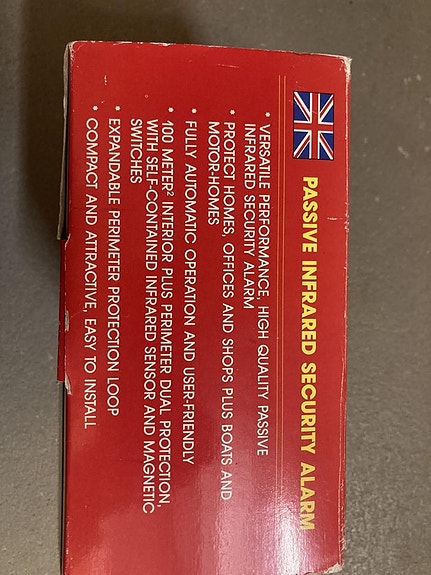 PASSIVE INFRARED SECURITY ALARM
• VERSATILE PERFORMANCE, HIGH QUALITY PASSIVE
INFRARED SECURITY ALARM
• PROTECT HOMES, OFFICES AND SHOPS PLUS BOATS AND
MOTOR-HOMES
• FULLY AUTOMATIC OPERATION AND USER-FRIENDLY
• 100 METER² INTERIOR PLUS PERIMETER DUAL PROTECTION,
WITH SELF-CONTAINED INFRARED SENSOR AND MAGNETIC
SWITCHES
• EXPANDABLE PERIMETER PROTECTION LOOP
• COMPACT AND ATTRACTIVE, EASY TO INSTALL